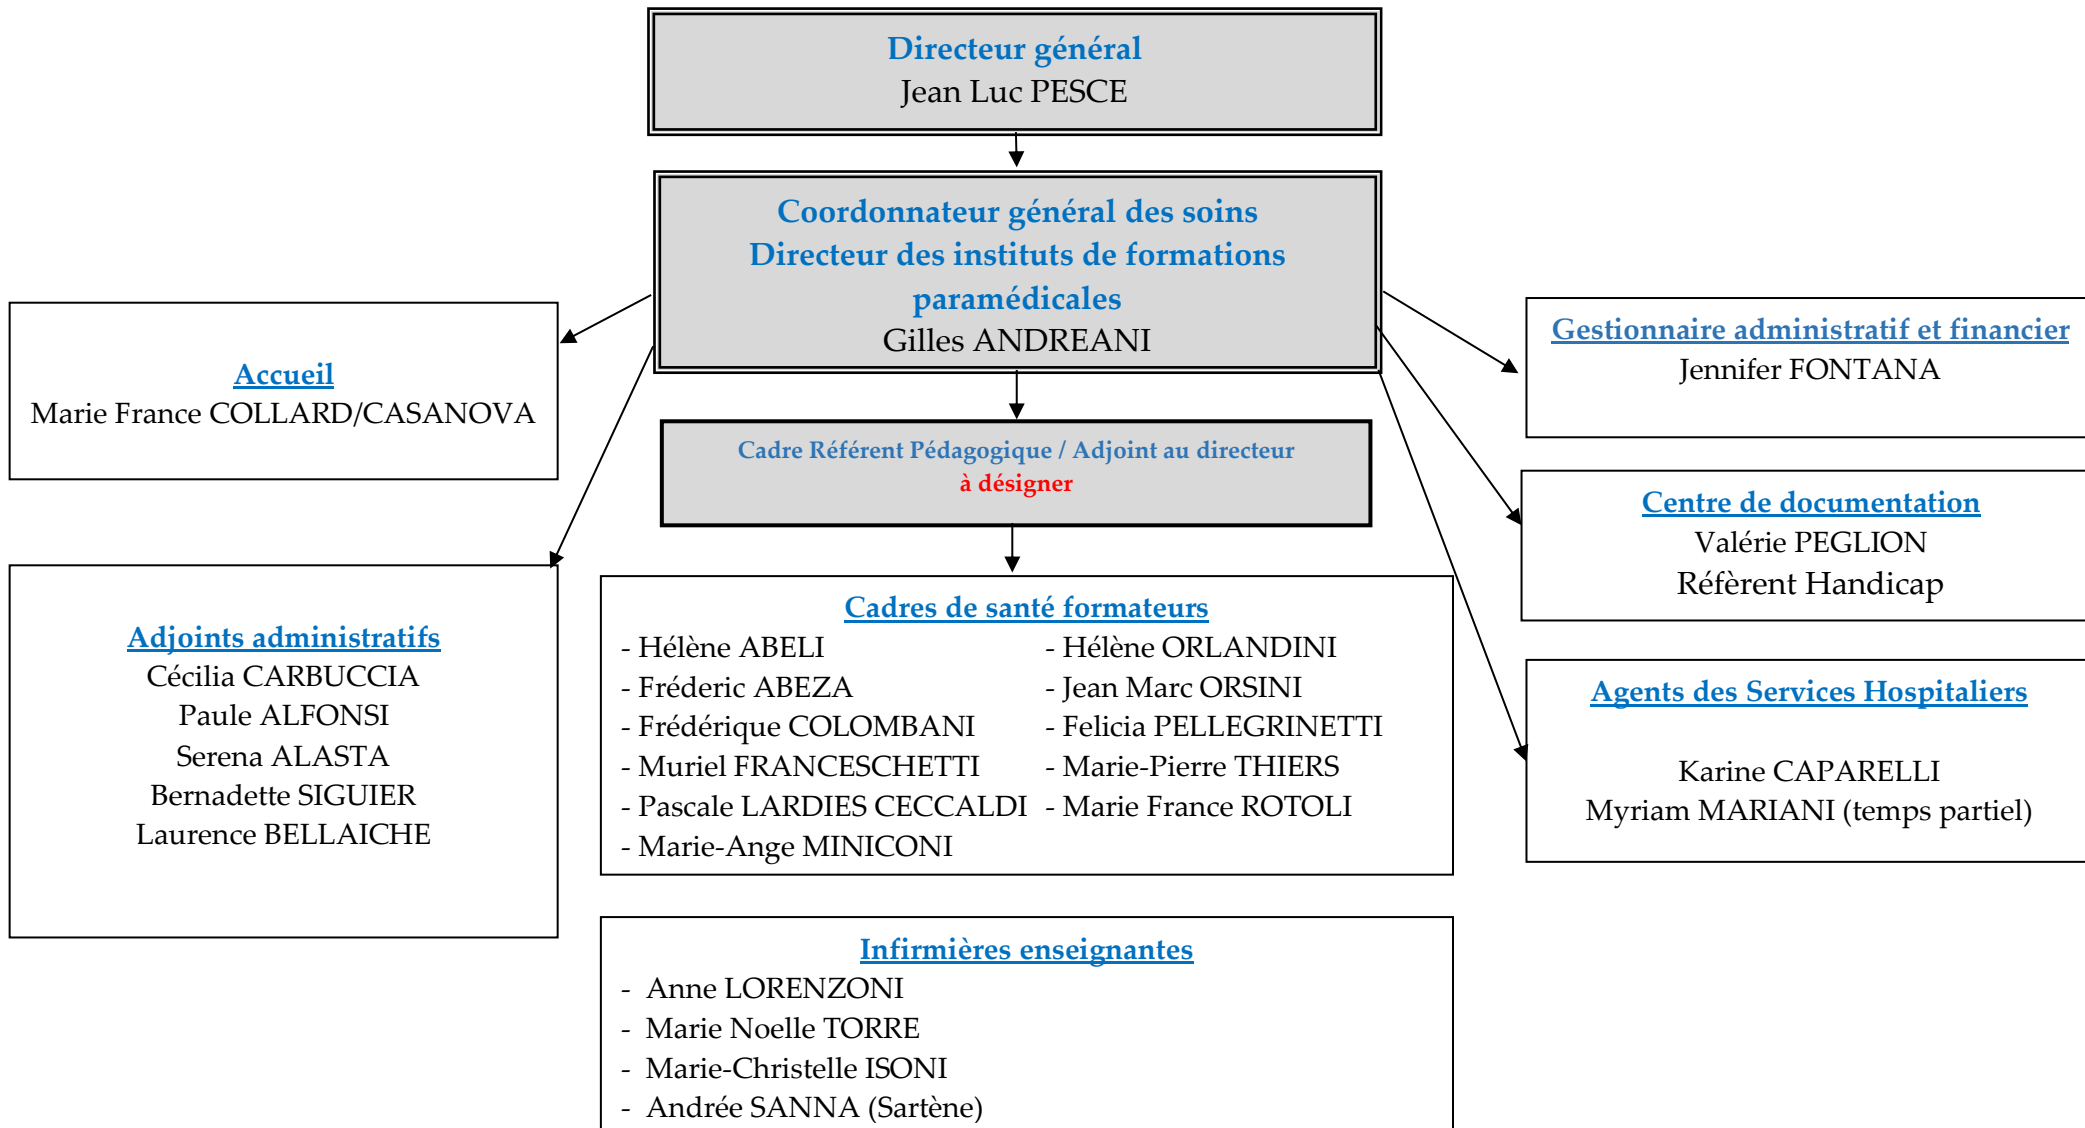 Directeur général
Jean Luc PESCE
Coordonnateur général des soins
Directeur des instituts de formations
paramédicales
Gilles ANDREANI
Accueil
Marie France COLLARD/CASANOVA
Gestionnaire administratif et financier
Jennifer FONTANA
Cadre Référent Pédagogique / Adjoint au directeur
à désigner
Centre de documentation
Valérie PEGLION
Réfèrent Handicap
Adjoints administratifs
Cécilia CARBUCCIA
Paule ALFONSI
Serena ALASTA
Bernadette SIGUIER
Laurence BELLAICHE
Cadres de santé formateurs
- Hélène ABELI
- Fréderic ABEZA
- Frédérique COLOMBANI
- Muriel FRANCESCHETTI
- Pascale LARDIES CECCALDI
- Marie-Ange MINICONI
- Hélène ORLANDINI
- Jean Marc ORSINI
- Felicia PELLEGRINETTI
- Marie-Pierre THIERS
- Marie France ROTOLI
Agents des Services Hospitaliers
Karine CAPARELLI
Myriam MARIANI (temps partiel)
Infirmières enseignantes
- Anne LORENZONI
- Marie Noelle TORRE
- Marie-Christelle ISONI
- Andrée SANNA (Sartène)